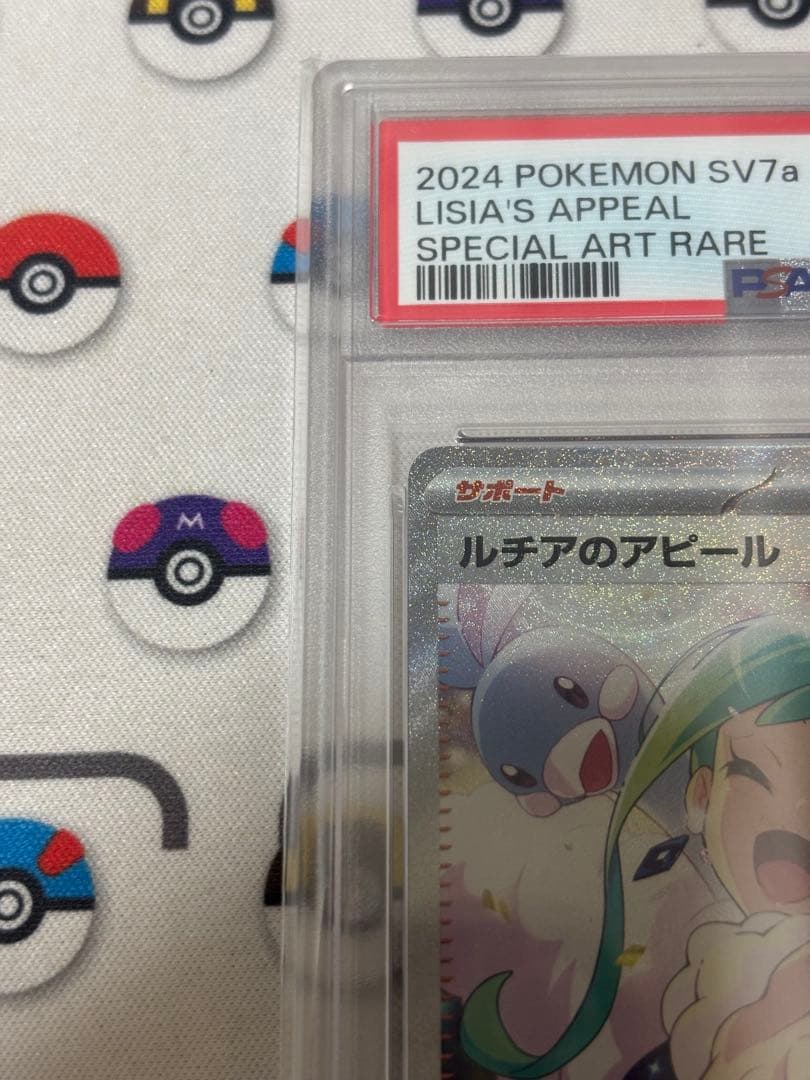 2024 POKEMON SV7a
LISIA'S APPEAL
SPECIAL ART RARE
PSA
サポート
ルチアのアピール
M